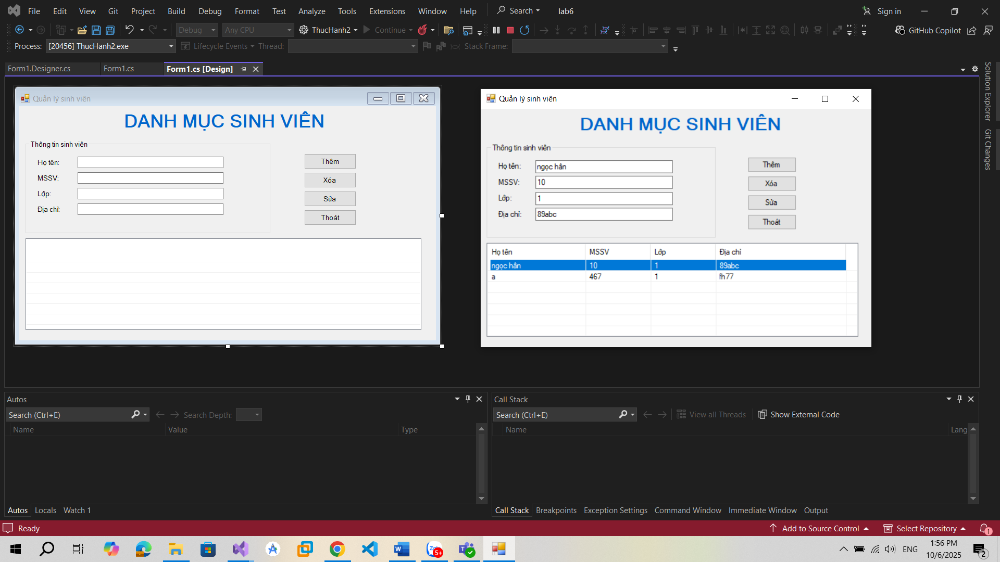 File Edit View Git Project Build Debug Format Test Analyze Tools Extensions Window Help Search lab6 Sign in
Debug Any CPU ThucHanh2 Continue GitHub Copilot
Process: [20456] ThucHanh2.exe Lifecycle Events Thread: Stack Frame:
Form1.Designer.cs Form1.cs Form1.cs [Design]
Solution Explorer
Git Changes
Quản lý sinh viên
DANH MỤC SINH VIÊN
Thông tin sinh viên
Họ tên:
MSSV:
Lớp:
Địa chỉ:
Thêm
Xóa
Sửa
Thoát
Quản lý sinh viên
DANH MỤC SINH VIÊN
Thông tin sinh viên
Họ tên: ngọc hân
MSSV: 10
Lớp: 1
Địa chỉ: 89abc
Thêm
Xóa
Sửa
Thoát
Họ tên MSSV Lớp Địa chỉ
ngọc hân 10 1 89abc
a 467 1 fh77
Autos
Search (Ctrl+E) Search Depth:
Name Value Type
Autos Locals Watch 1
Call Stack
Search (Ctrl+E) View all Threads Show External Code
Name Lang
Call Stack Breakpoints Exception Settings Command Window Immediate Window Output
Ready Add to Source Control Select Repository 1
5+
ENG
1:56 PM
10/6/2025
2